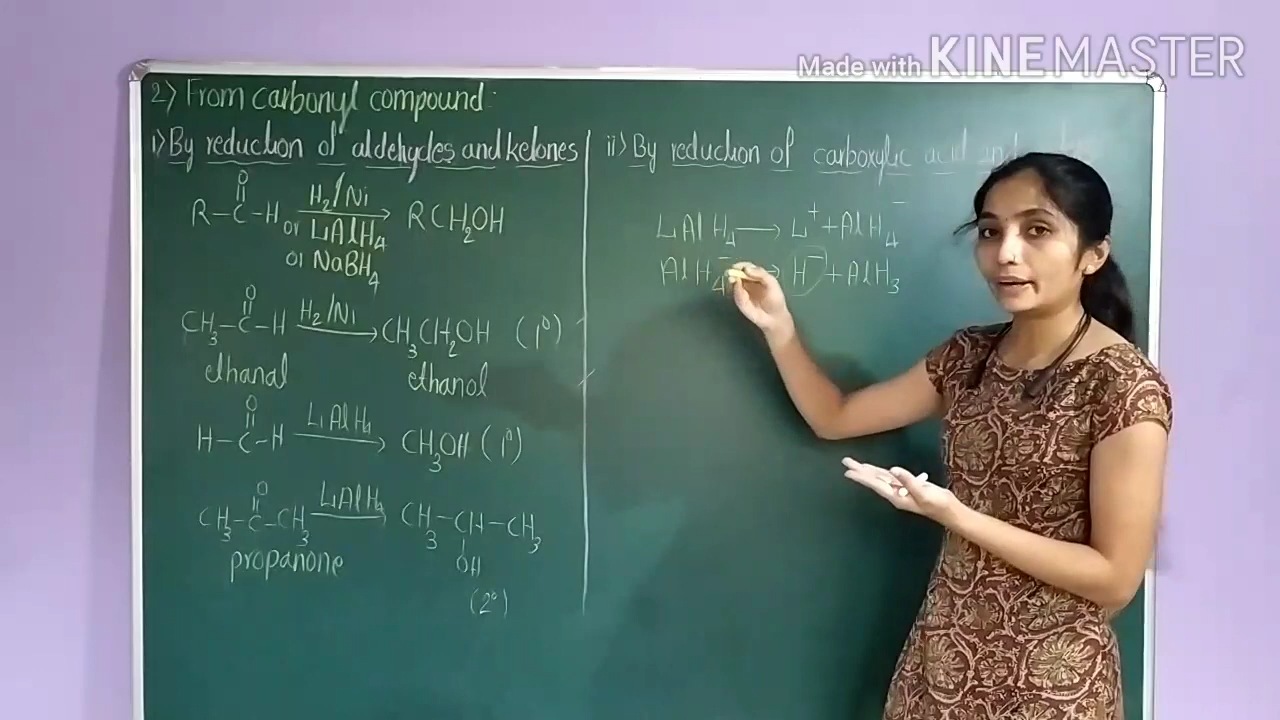 Made with KINEMASTER
2) From carbonyl compound:
i) By reduction of aldehydes and ketones
O
R-C-H H2/Ni RCH2OH
or LiAlH4
or NaBH4
O
CH3-C-H H2/Ni CH3CH2OH (1°)
ethanal ethanol
O
H-C-H LiAlH4 CH3OH (1°)
O
CH3-C-CH3 LiAlH4 CH3-CH-CH3
propanone OH
(2°)
ii) By reduction of carboxylic acid and
LiAlH4 → Li+ + AlH4-
AlH4- → H- + AlH3